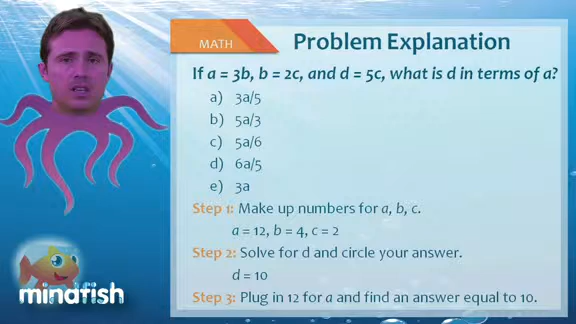 MATH
Problem Explanation
If a = 3b, b = 2c, and d = 5c, what is d in terms of a?
a) 3a/5
b) 5a/3
c) 5a/6
d) 6a/5
e) 3a
Step 1: Make up numbers for a, b, c.
a = 12, b = 4, c = 2
Step 2: Solve for d and circle your answer.
d = 10
Step 3: Plug in 12 for a and find an answer equal to 10.
mindfish